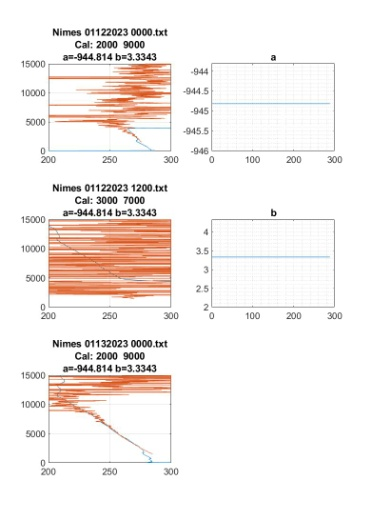 Nimes 01122023 0000.txt
Cal: 2000 9000
a=-944.814 b=3.3343
15000
10000
5000
0
200 250 300
a
-944
-944.5
-945
-945.5
-946
0 100 200 300
Nimes 01122023 1200.txt
Cal: 3000 7000
a=-944.814 b=3.3343
15000
10000
5000
0
200 250 300
b
4
3.5
3
2.5
2
0 100 200 300
Nimes 01132023 0000.txt
Cal: 2000 9000
a=-944.814 b=3.3343
15000
10000
5000
0
200 250 300